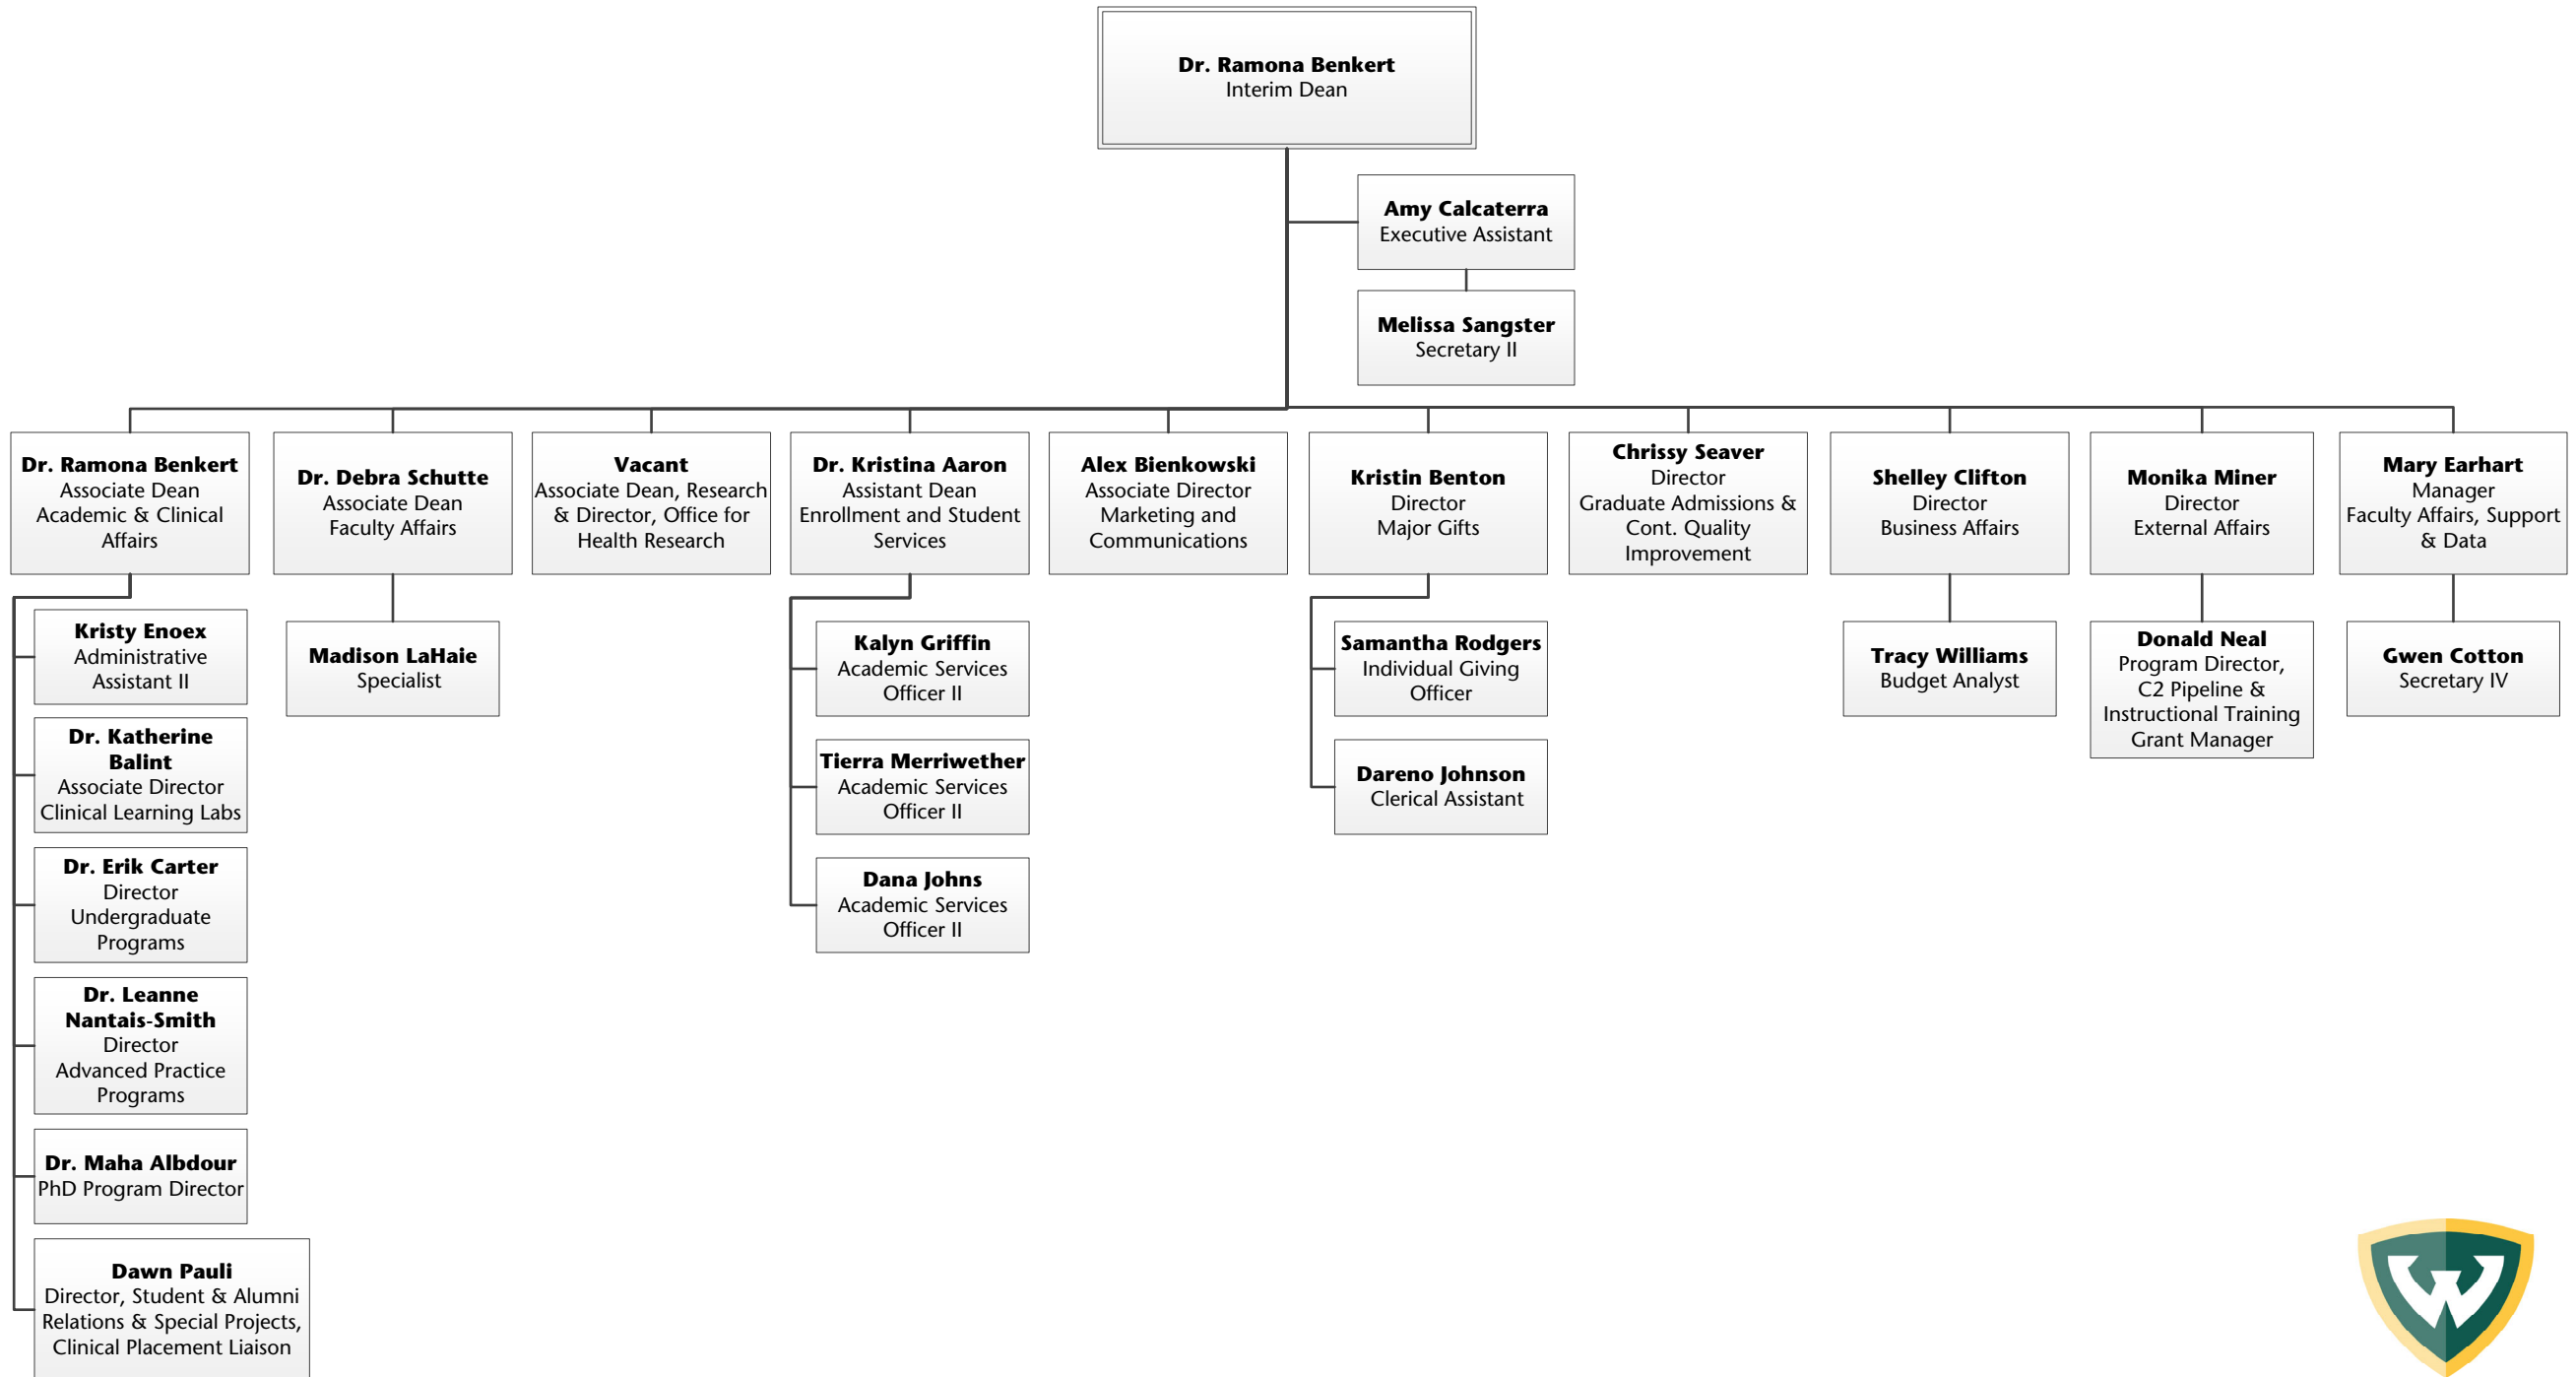 Dr. Ramona Benkert
Interim Dean
Amy Calcaterra
Executive Assistant
Melissa Sangster
Secretary II
Dr. Ramona Benkert
Associate Dean
Academic & Clinical
Affairs
Dr. Debra Schutte
Associate Dean
Faculty Affairs
Vacant
Associate Dean, Research
& Director, Office for
Health Research
Dr. Kristina Aaron
Assistant Dean
Enrollment and Student
Services
Alex Bienkowski
Associate Director
Marketing and
Communications
Kristin Benton
Director
Major Gifts
Chrissy Seaver
Director
Graduate Admissions &
Cont. Quality
Improvement
Shelley Clifton
Director
Business Affairs
Monika Miner
Director
External Affairs
Mary Earhart
Manager
Faculty Affairs, Support
& Data
Kristy Enoex
Administrative
Assistant II
Dr. Katherine
Balint
Associate Director
Clinical Learning Labs
Dr. Erik Carter
Director
Undergraduate
Programs
Dr. Leanne
Nantais-Smith
Director
Advanced Practice
Programs
Dr. Maha Albdour
PhD Program Director
Dawn Pauli
Director, Student & Alumni
Relations & Special Projects,
Clinical Placement Liaison
Madison LaHaie
Specialist
Kalyn Griffin
Academic Services
Officer II
Tierra Merriwether
Academic Services
Officer II
Dana Johns
Academic Services
Officer II
Samantha Rodgers
Individual Giving
Officer
Dareno Johnson
Clerical Assistant
Tracy Williams
Budget Analyst
Donald Neal
Program Director,
C2 Pipeline &
Instructional Training
Grant Manager
Gwen Cotton
Secretary IV
W